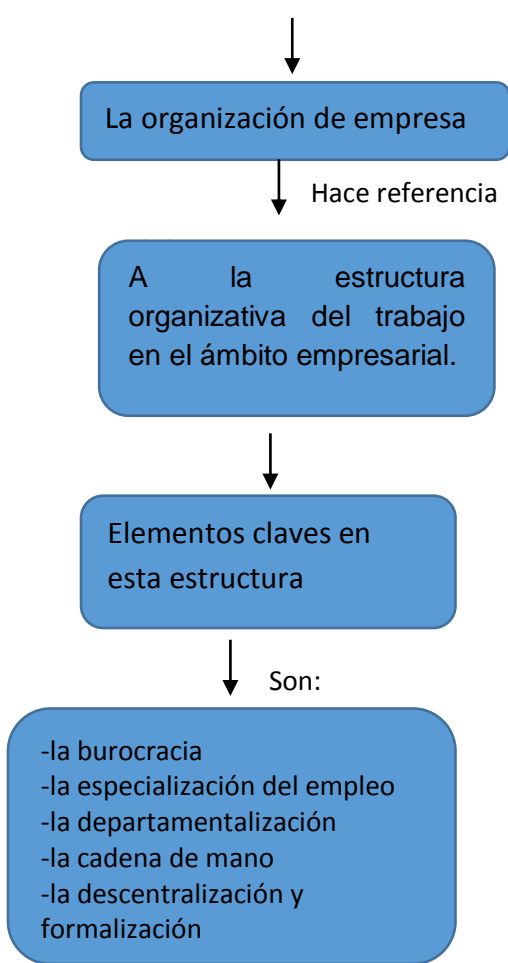 La organización de empresa
Hace referencia
A la estructura
organizativa del trabajo
en el ámbito empresarial.
Elementos claves en
esta estructura
Son:
-la burocracia
-la especialización del empleo
-la departamentalización
-la cadena de mano
-la descentralización y
formalización